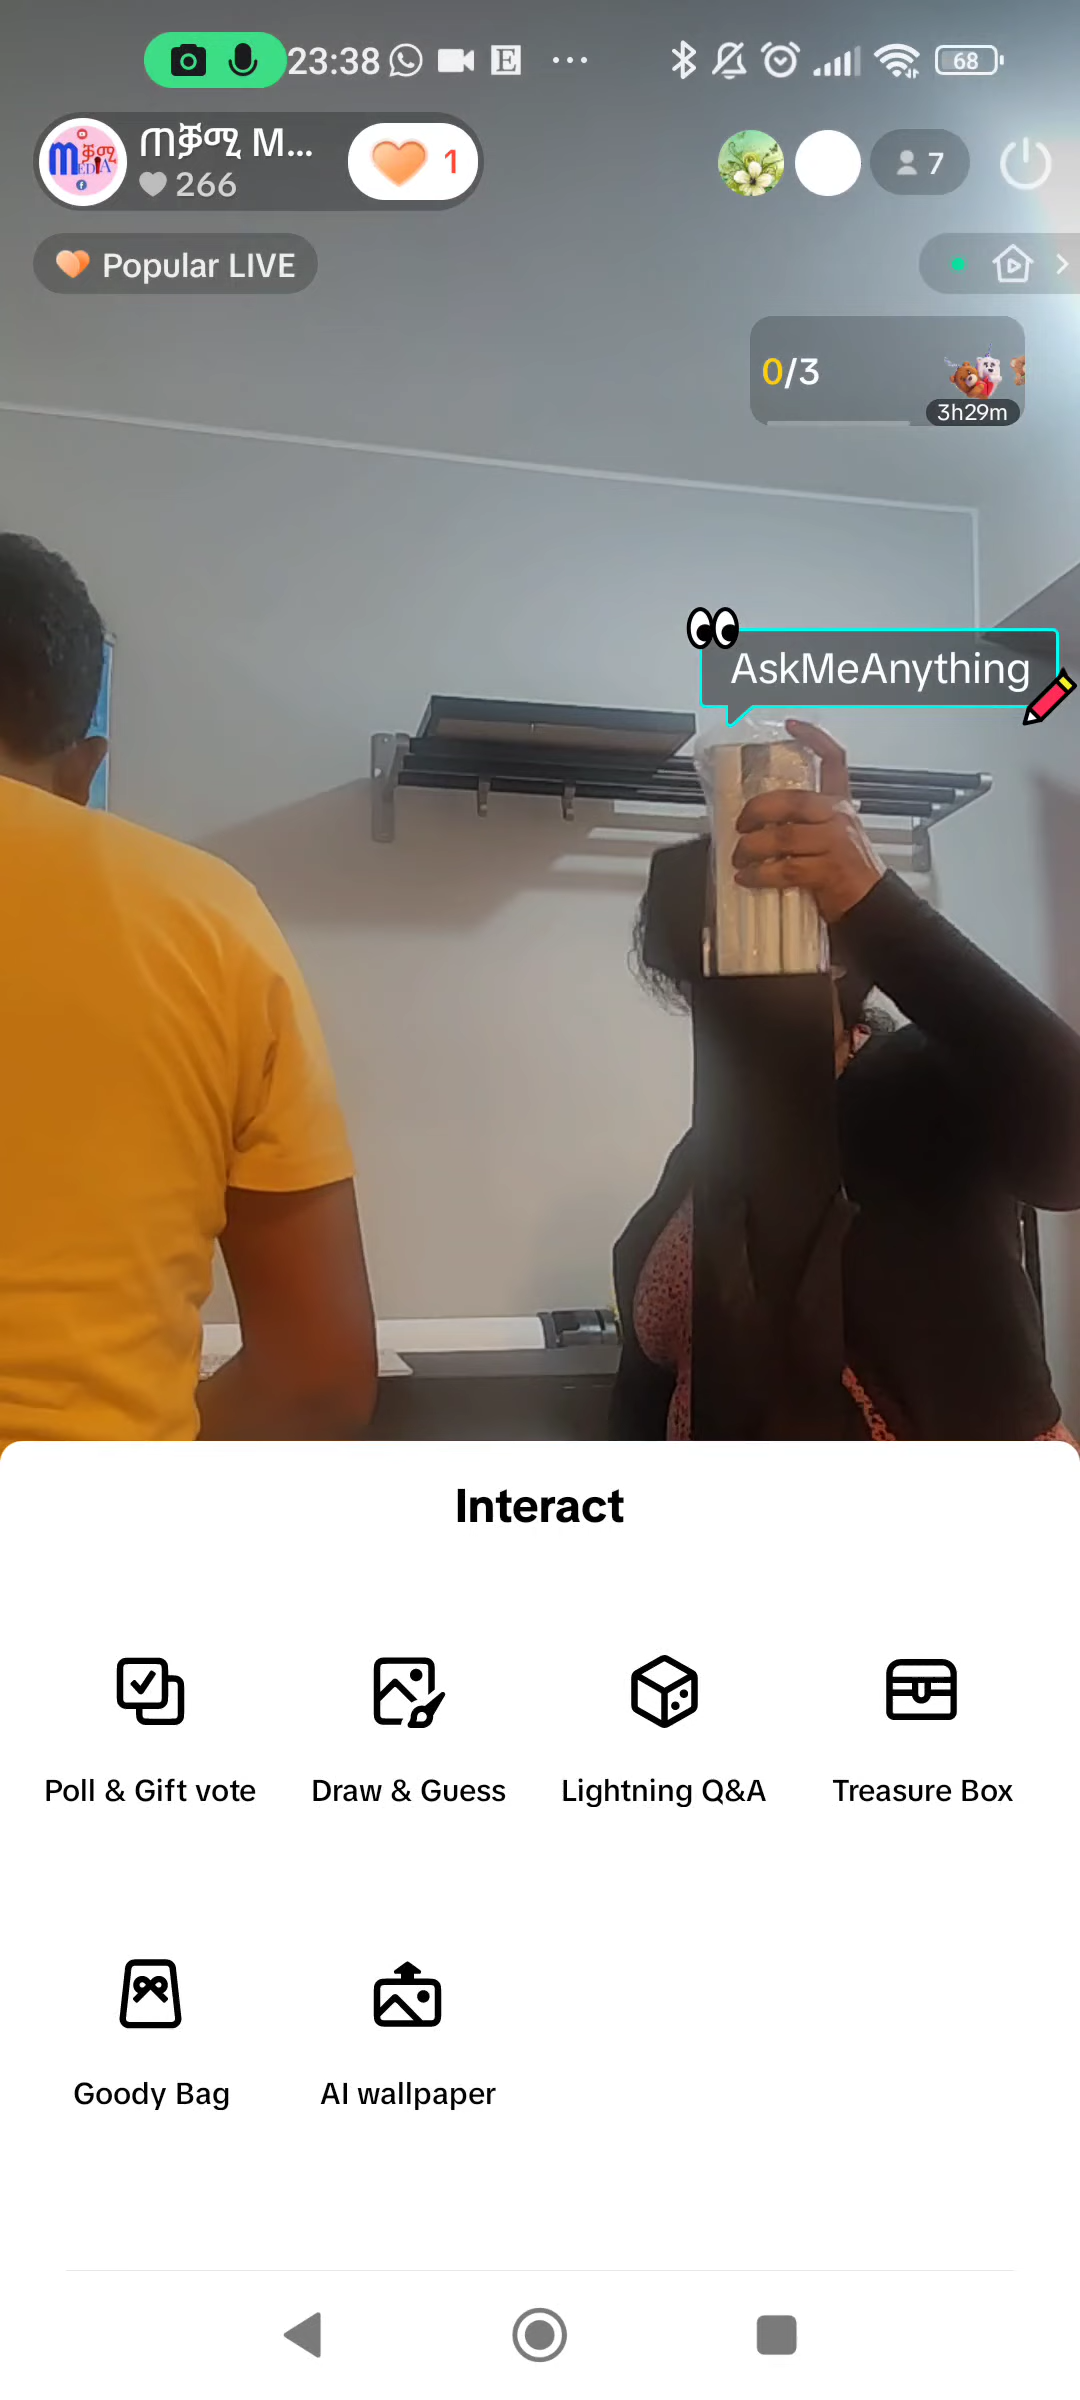 23:38
68
ጠቓሚ M...
266
1
7
Popular LIVE
0/3
3h29m
AskMeAnything
Interact
Poll & Gift vote
Draw & Guess
Lightning Q&A
Treasure Box
Goody Bag
AI wallpaper